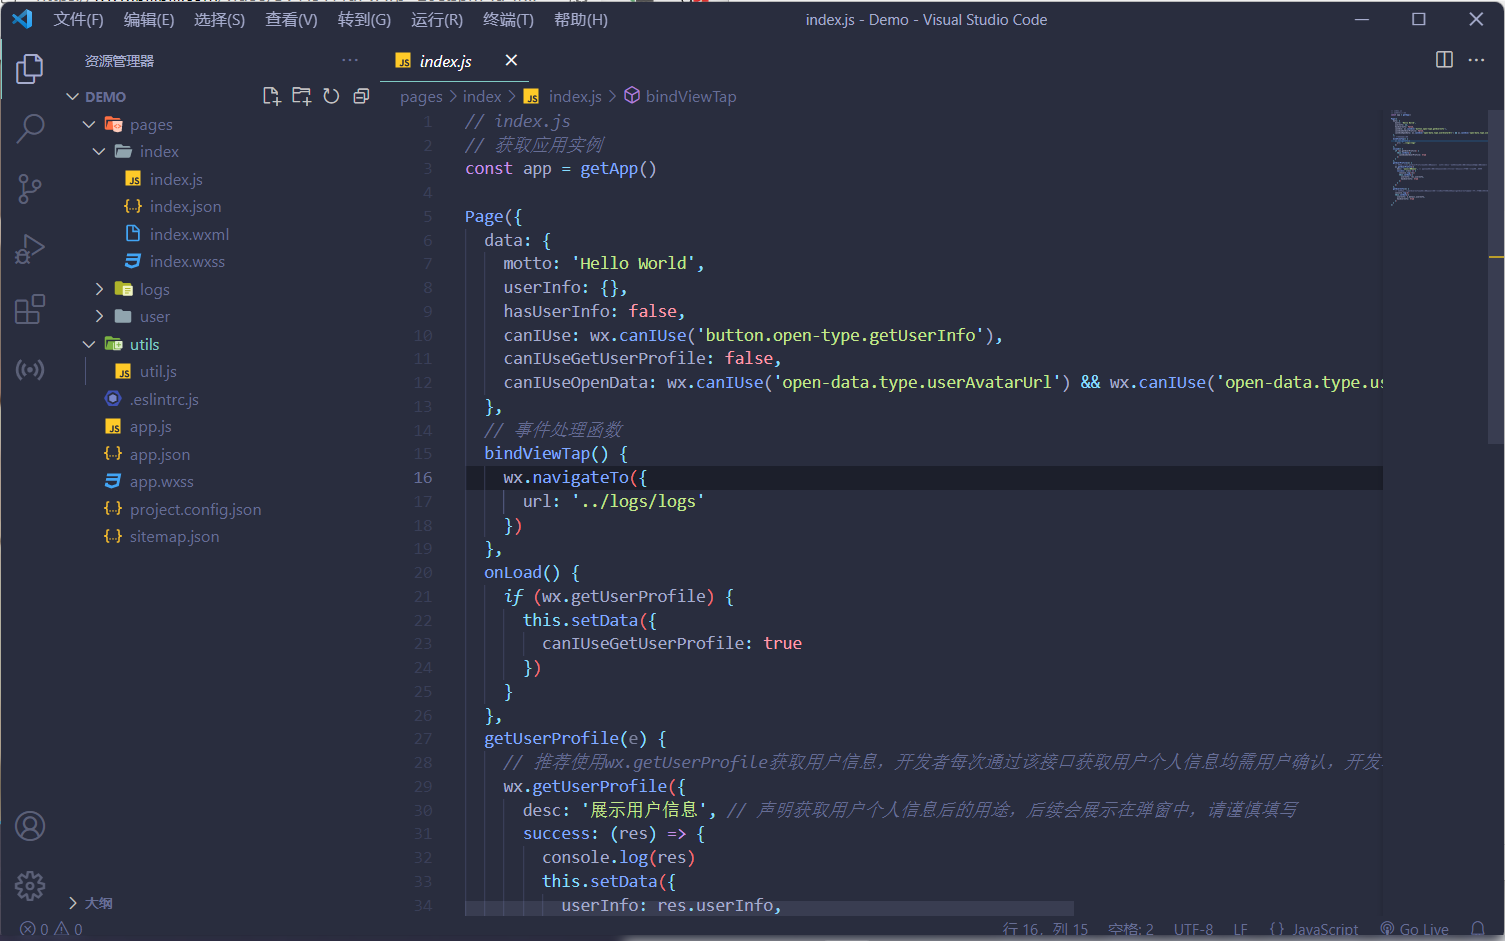 文件(F) 编辑(E) 选择(S) 查看(V) 转到(G) 运行(R) 终端(T) 帮助(H)
index.js - Demo - Visual Studio Code
资源管理器
DEMO
pages
index
index.js
index.json
index.wxml
index.wxss
logs
user
utils
util.js
.eslintrc.js
app.js
app.json
app.wxss
project.config.json
sitemap.json
大纲
index.js
pages > index > index.js > bindViewTap
1 // index.js
2 // 获取应用实例
3 const app = getApp()
4
5 Page({
6 data: {
7 motto: 'Hello World',
8 userInfo: {},
9 hasUserInfo: false,
10 canIUse: wx.canIUse('button.open-type.getUserInfo'),
11 canIUseGetUserProfile: false,
12 canIUseOpenData: wx.canIUse('open-data.type.userAvatarUrl') && wx.canIUse('open-data.type.us
13 },
14 // 事件处理函数
15 bindViewTap() {
16 wx.navigateTo({
17 url: '../logs/logs'
18 })
19 },
20 onLoad() {
21 if (wx.getUserProfile) {
22 this.setData({
23 canIUseGetUserProfile: true
24 })
25 }
26 },
27 getUserProfile(e) {
28 // 推荐使用wx.getUserProfile获取用户信息，开发者每次通过该接口获取用户个人信息均需用户确认，开发
29 wx.getUserProfile({
30 desc: '展示用户信息', // 声明获取用户个人信息后的用途，后续会展示在弹窗中，请谨慎填写
31 success: (res) => {
32 console.log(res)
33 this.setData({
34 userInfo: res.userInfo,
0 0
行 16，列 15 空格: 2 UTF-8 LF {} JavaScript Go Live